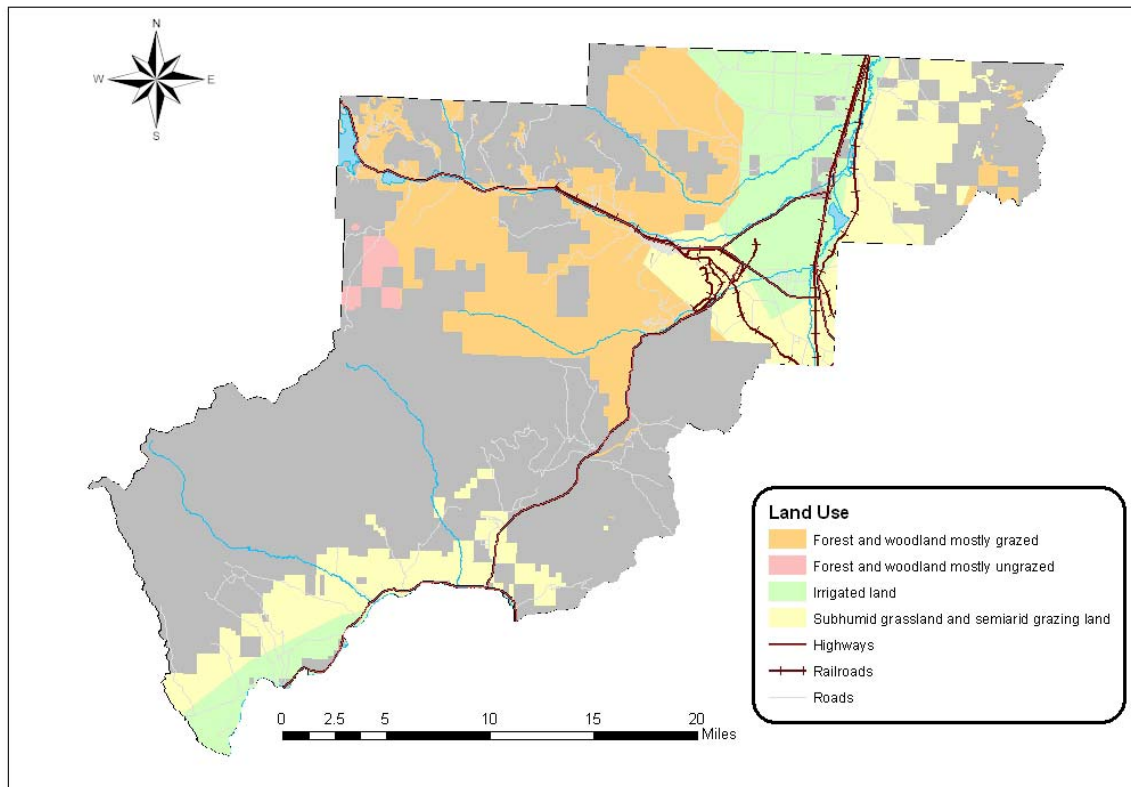 N
W E
S
Land Use
Forest and woodland mostly grazed
Forest and woodland mostly ungrazed
Irrigated land
Subhumid grassland and semiarid grazing land
Highways
Railroads
Roads
0 2.5 5 10 15 20
Miles